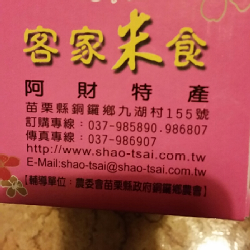 客家米食
阿財特產
苗栗縣銅鑼鄉九湖村155號
訂購專線：037-985890.986807
傳真專線：037-986907
http://www.shao-tsai.com.tw
E-Mail:shao-tsai@shao-tsai.com.tw
[輔導單位：農委會苗栗縣政府銅鑼鄉農會]